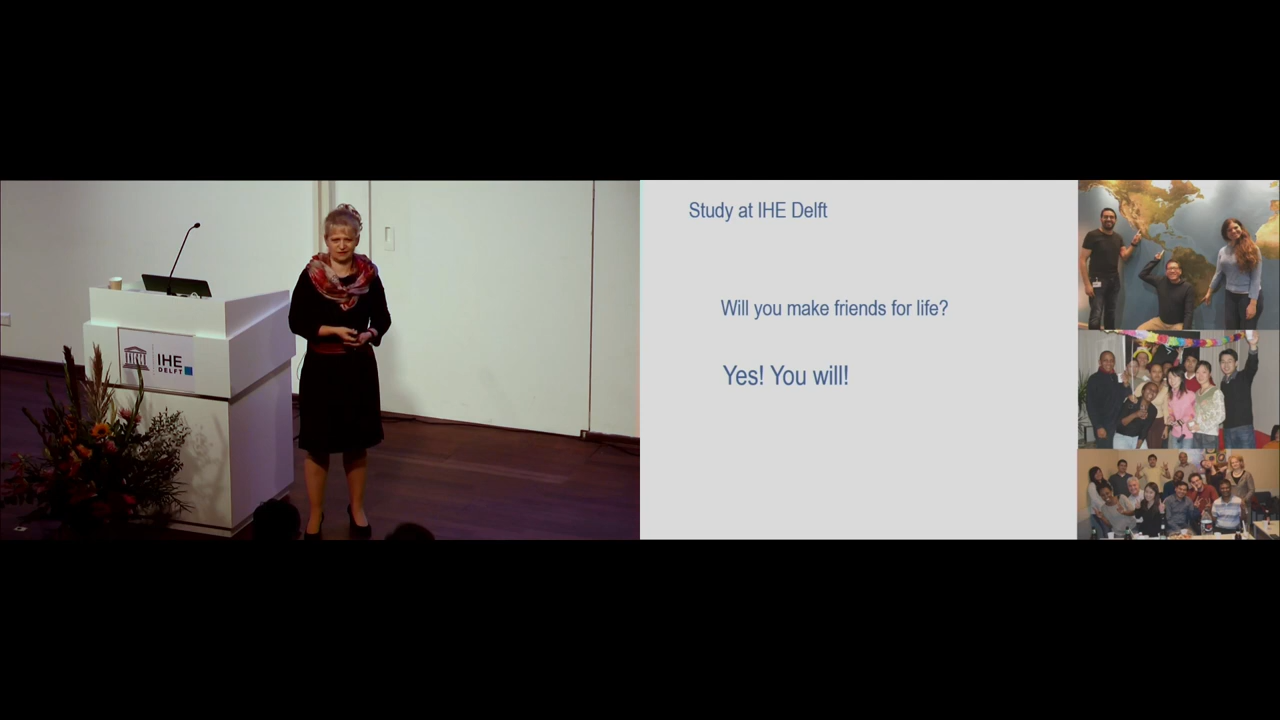 IHE
DELFT
Study at IHE Delft
Will you make friends for life?
Yes! You will!